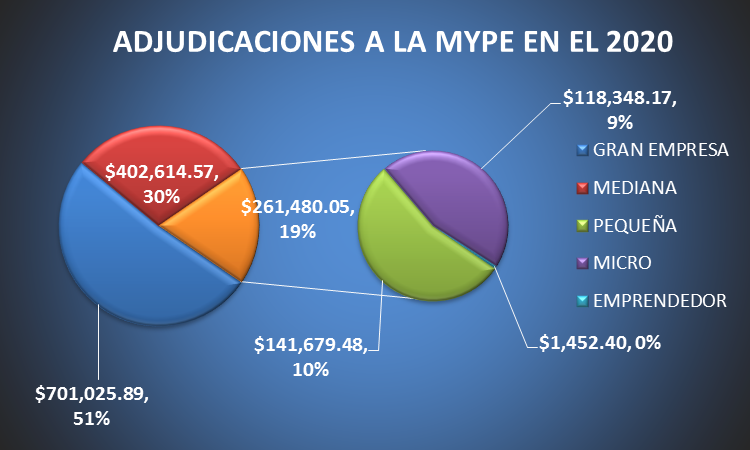 ADJUDICACIONES A LA MYPE EN EL 2020
$118,348.17,
9%
$402,614.57,
30%
$261,480.05,
19%
$141,679.48,
10%
$1,452.40, 0%
$701,025.89,
51%
GRAN EMPRESA
MEDIANA
PEQUEÑA
MICRO
EMPRENDEDOR